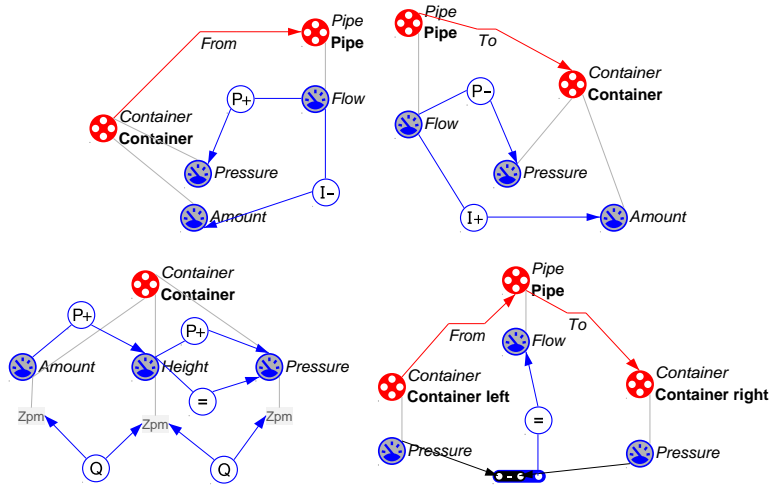 Pipe
Pipe
From
P+
Flow
Container
Container
Pressure
I-
Amount
Pipe
Pipe
To
Container
Container
P-
Flow
Pressure
I+
Amount
Container
Container
P+
P+
Amount
Height
Pressure
=
Zpm
Zpm
Zpm
Q
Q
Pipe
Pipe
From
To
Flow
Container
Container left
Container
Container right
=
Pressure
Pressure
-